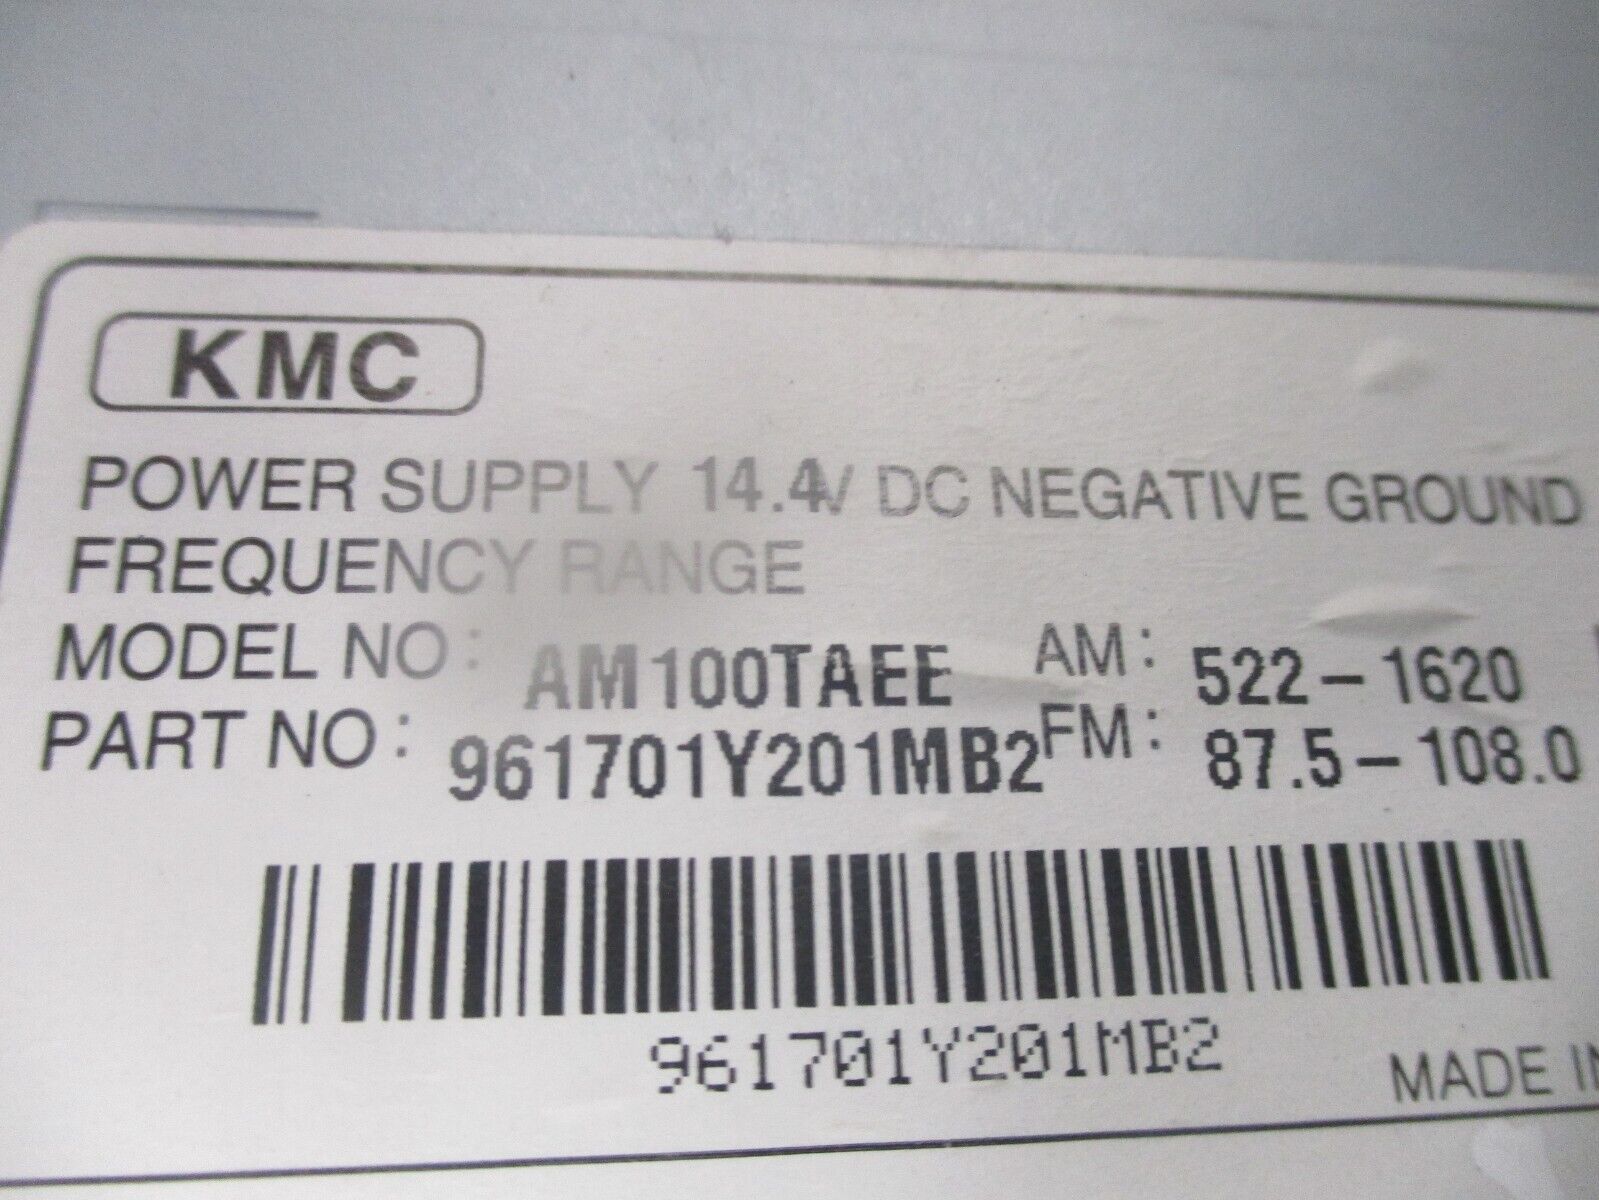 KMC
POWER SUPPLY 14.4V DC NEGATIVE GROUND
FREQUENCY RANGE
MODEL NO: AM100TAEE AM: 522-1620
PART NO: 961701Y201MB2 FM: 87.5-108.0
961701Y201MB2
MADE IN